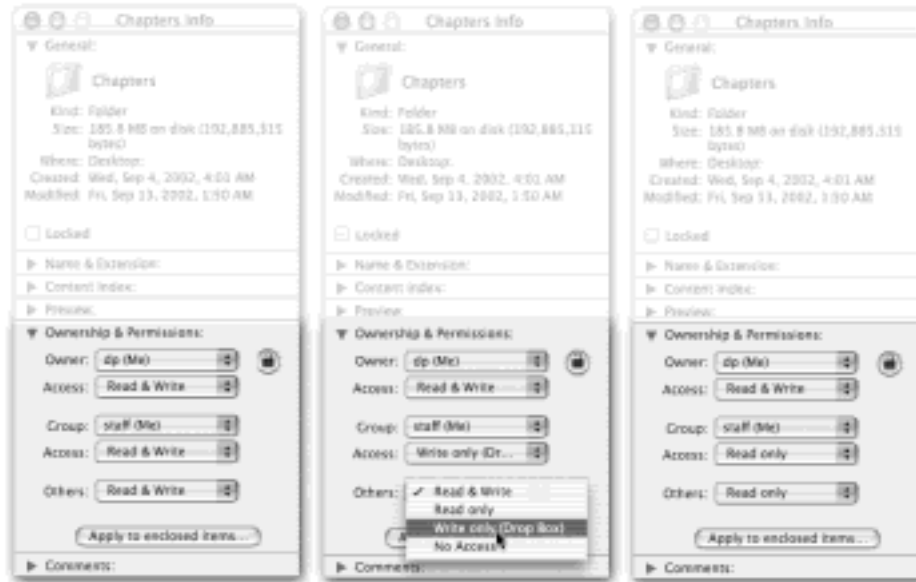 Chapters Info
General:
Chapters
Kind: Folder
Size: 185.8 MB on disk (192,885,315
bytes)
Where: Desktop:
Created: Wed, Sep 4, 2002, 4:01 AM
Modified: Fri, Sep 13, 2002, 1:50 AM
Locked
Name & Extension:
Content Index:
Preview:
Ownership & Permissions:
Owner: dp (Me)
Access: Read & Write
Group: staff (Me)
Access: Read & Write
Others: Read & Write
Apply to enclosed items...
Comments:
Chapters Info
General:
Chapters
Kind: Folder
Size: 185.8 MB on disk (192,885,315
bytes)
Where: Desktop:
Created: Wed, Sep 4, 2002, 4:01 AM
Modified: Fri, Sep 13, 2002, 1:50 AM
Locked
Name & Extension:
Content Index:
Preview:
Ownership & Permissions:
Owner: dp (Me)
Access: Read & Write
Group: staff (Me)
Access: Write only (Dr...
Others: ✓ Read & Write
Read only
Write only (Drop Box)
No Access
A
Comments:
Chapters Info
General:
Chapters
Kind: Folder
Size: 185.8 MB on disk (192,885,315
bytes)
Where: Desktop:
Created: Wed, Sep 4, 2002, 4:01 AM
Modified: Fri, Sep 13, 2002, 1:50 AM
Locked
Name & Extension:
Content Index:
Preview:
Ownership & Permissions:
Owner: dp (Me)
Access: Read & Write
Group: staff (Me)
Access: Read only
Others: Read only
Apply to enclosed items...
Comments: